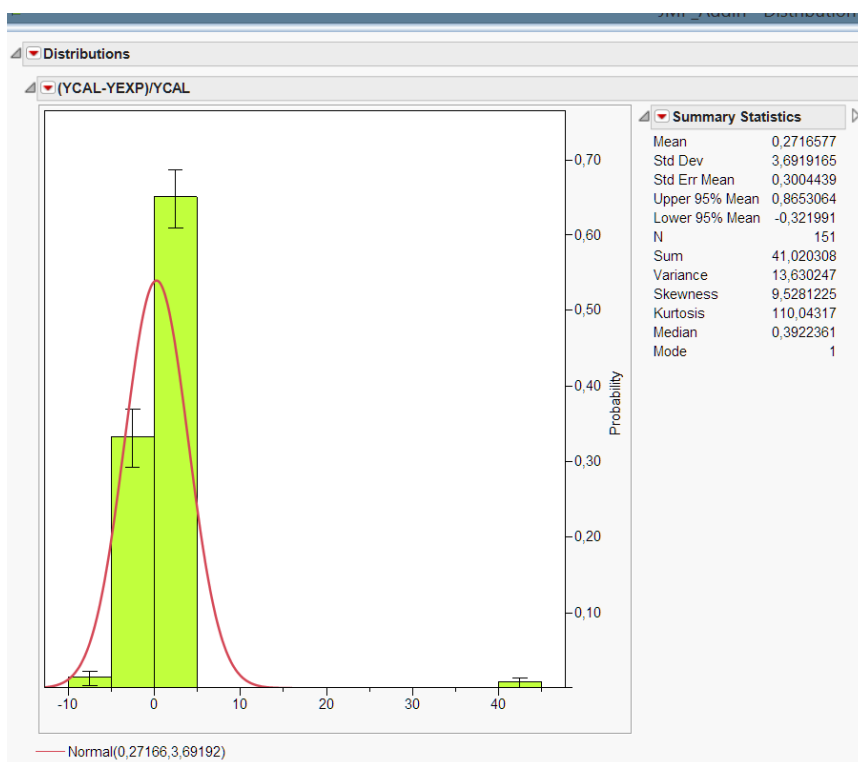 JMP_Addin - Distribution
Distributions
(YCAL-YEXP)/YCAL
0,70
0,60
0,50
0,40
0,30
0,20
0,10
Probability
-10 0 10 20 30 40
Normal(0,27166,3,69192)
Summary Statistics
Mean 0,2716577
Std Dev 3,6919165
Std Err Mean 0,3004439
Upper 95% Mean 0,8653064
Lower 95% Mean -0,321991
N 151
Sum 41,020308
Variance 13,630247
Skewness 9,5281225
Kurtosis 110,04317
Median 0,3922361
Mode 1